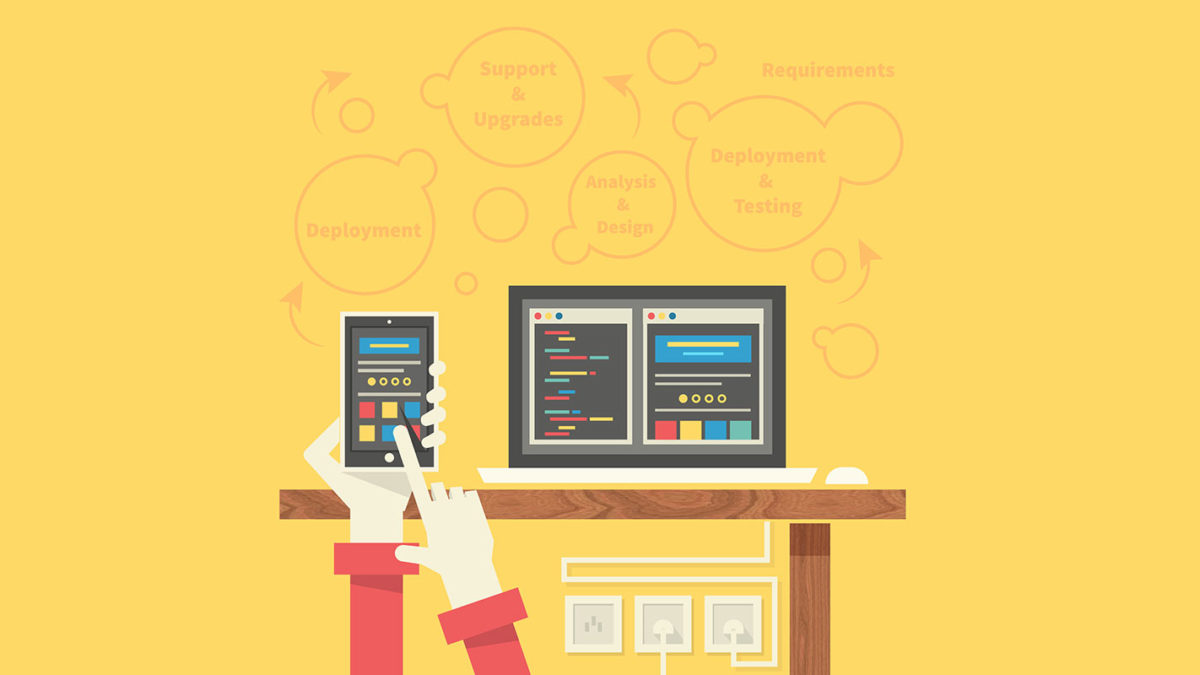 Support
&
Upgrades
Requirements
Deployment
&
Testing
Analysis
&
Design
Deployment